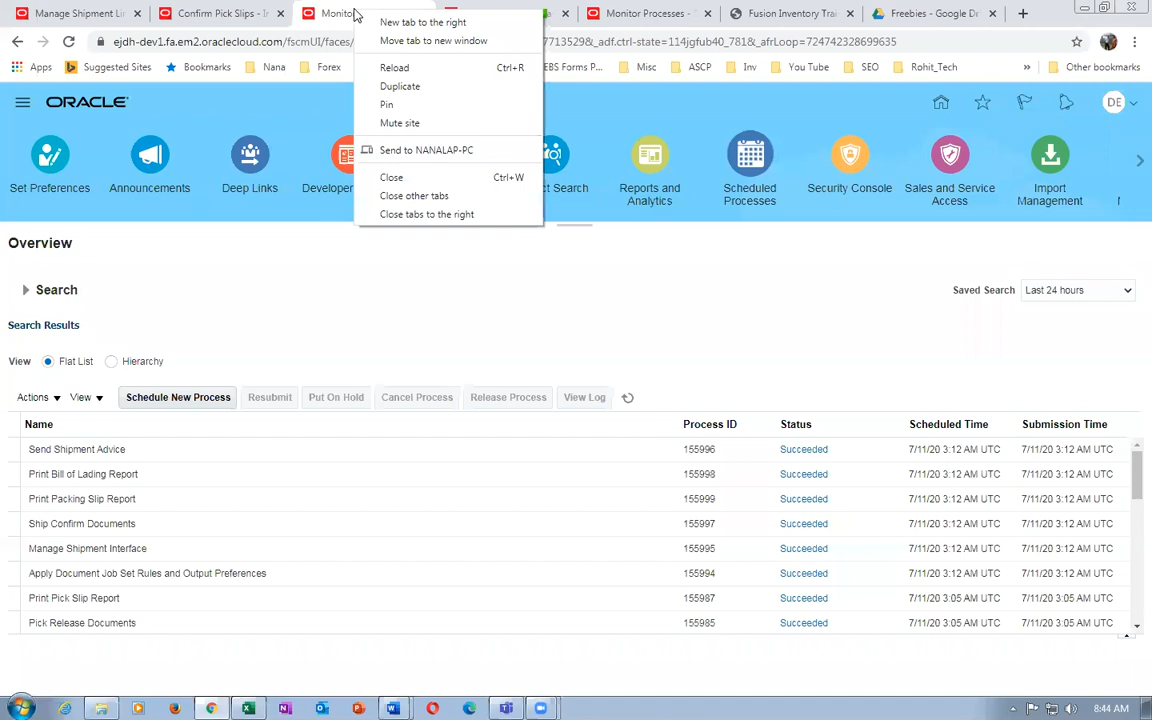 Manage Shipment Lin
Confirm Pick Slips - In
Monito
Monitor Processes -
Fusion Inventory Trai
Freebies - Google Dri
ejdh-dev1.fa.em2.oraclecloud.com/fscmUI/faces/
7713529&_adf.ctrl-state=114jgfub40_781&_afrLoop=724742328699635
Apps
Suggested Sites
Bookmarks
Nana
Forex
EBS Forms P...
Misc
ASCP
Inv
You Tube
SEO
Rohit_Tech
»
Other bookmarks
New tab to the right
Move tab to new window
Reload Ctrl+R
Duplicate
Pin
Mute site
Send to NANALAP-PC
Close Ctrl+W
Close other tabs
Close tabs to the right
ORACLE
DE
Set Preferences
Announcements
Deep Links
Develope
ct Search
Reports and
Analytics
Scheduled
Processes
Security Console
Sales and Service
Access
Import
Management
Overview
Search
Saved Search Last 24 hours
Search Results
View Flat List Hierarchy
Actions View Schedule New Process Resubmit Put On Hold Cancel Process Release Process View Log
Name Process ID Status Scheduled Time Submission Time
Send Shipment Advice 155996 Succeeded 7/11/20 3:12 AM UTC 7/11/20 3:12 AM UTC
Print Bill of Lading Report 155998 Succeeded 7/11/20 3:12 AM UTC 7/11/20 3:12 AM UTC
Print Packing Slip Report 155999 Succeeded 7/11/20 3:12 AM UTC 7/11/20 3:12 AM UTC
Ship Confirm Documents 155997 Succeeded 7/11/20 3:12 AM UTC 7/11/20 3:12 AM UTC
Manage Shipment Interface 155995 Succeeded 7/11/20 3:12 AM UTC 7/11/20 3:12 AM UTC
Apply Document Job Set Rules and Output Preferences 155994 Succeeded 7/11/20 3:12 AM UTC 7/11/20 3:12 AM UTC
Print Pick Slip Report 155987 Succeeded 7/11/20 3:05 AM UTC 7/11/20 3:05 AM UTC
Pick Release Documents 155985 Succeeded 7/11/20 3:05 AM UTC 7/11/20 3:05 AM UTC
8:44 AM